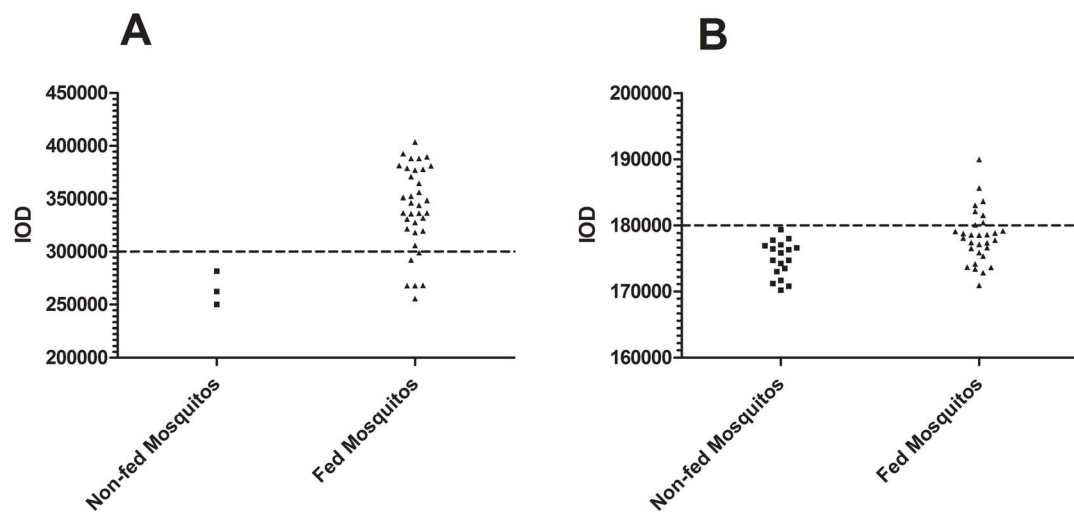 A
450000
400000
350000
300000
250000
200000
IOD
Non-fed Mosquitos
Fed Mosquitos
B
200000
190000
180000
170000
160000
IOD
Non-fed Mosquitos
Fed Mosquitos